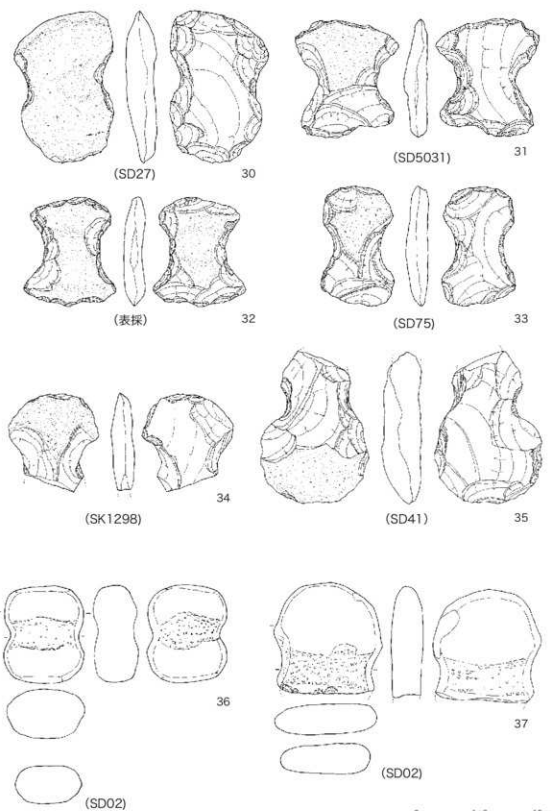 (SD27)
30
(SD5031)
31
(表採)
32
(SD75)
33
(SK1298)
34
(SD41)
35
(SD02)
36
(SD02)
37